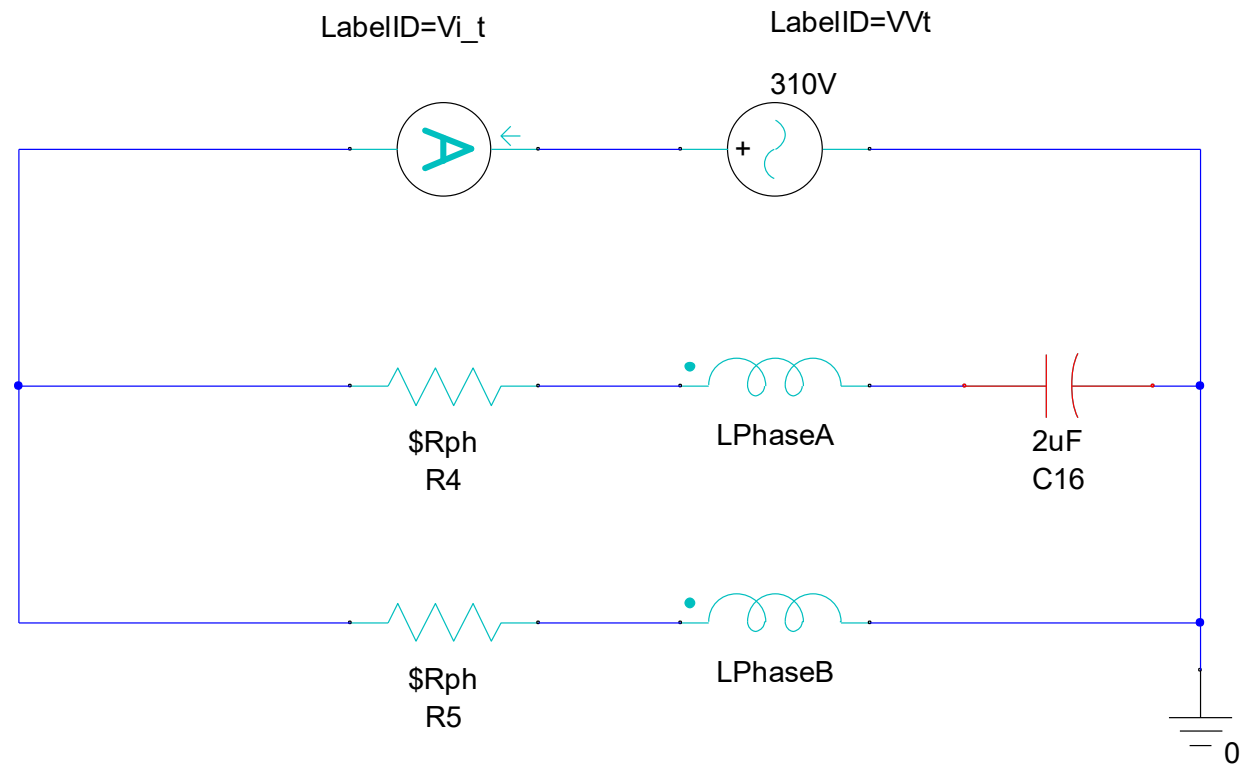 LabelID=Vi_t
LabelID=VVt
310V
A
+
$Rph
R4
LPhaseA
2uF
C16
$Rph
R5
LPhaseB
0